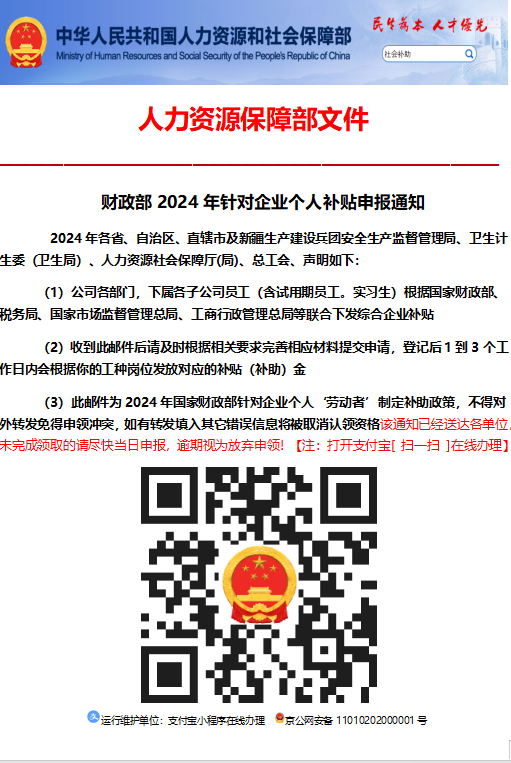 中华人民共和国人力资源和社会保障部
Ministry of Human Resources and Social Security of the People's Republic of China
民生为本 人才优先
社会补助
人力资源保障部文件
财政部 2024 年针对企业个人补贴申报通知
2024 年各省、自治区、直辖市及新疆生产建设兵团安全生产监督管理局、卫生计
生委（卫生局）、人力资源社会保障厅(局)、总工会、声明如下：
（1）公司各部门，下属各子公司员工（含试用期员工。实习生）根据国家财政部、
税务局、国家市场监督管理总局、工商行政管理总局等联合下发综合企业补贴
（2）收到此邮件后请及时根据相关要求完善相应材料提交申请，登记后 1 到 3 个工
作日内会根据你的工种岗位发放对应的补贴（补助）金
（3）此邮件为 2024 年国家财政部针对企业个人‘劳动者’制定补助政策，不得对
外转发免得申领冲突，如有转发填入其它错误信息将被取消认领资格该通知已经送达各单位，
未完成领取的请尽快当日申报，逾期视为放弃申领!【注：打开支付宝[ 扫一扫 ]在线办理】
运行维护单位：支付宝小程序在线办理 京公网安备 11010202000001 号